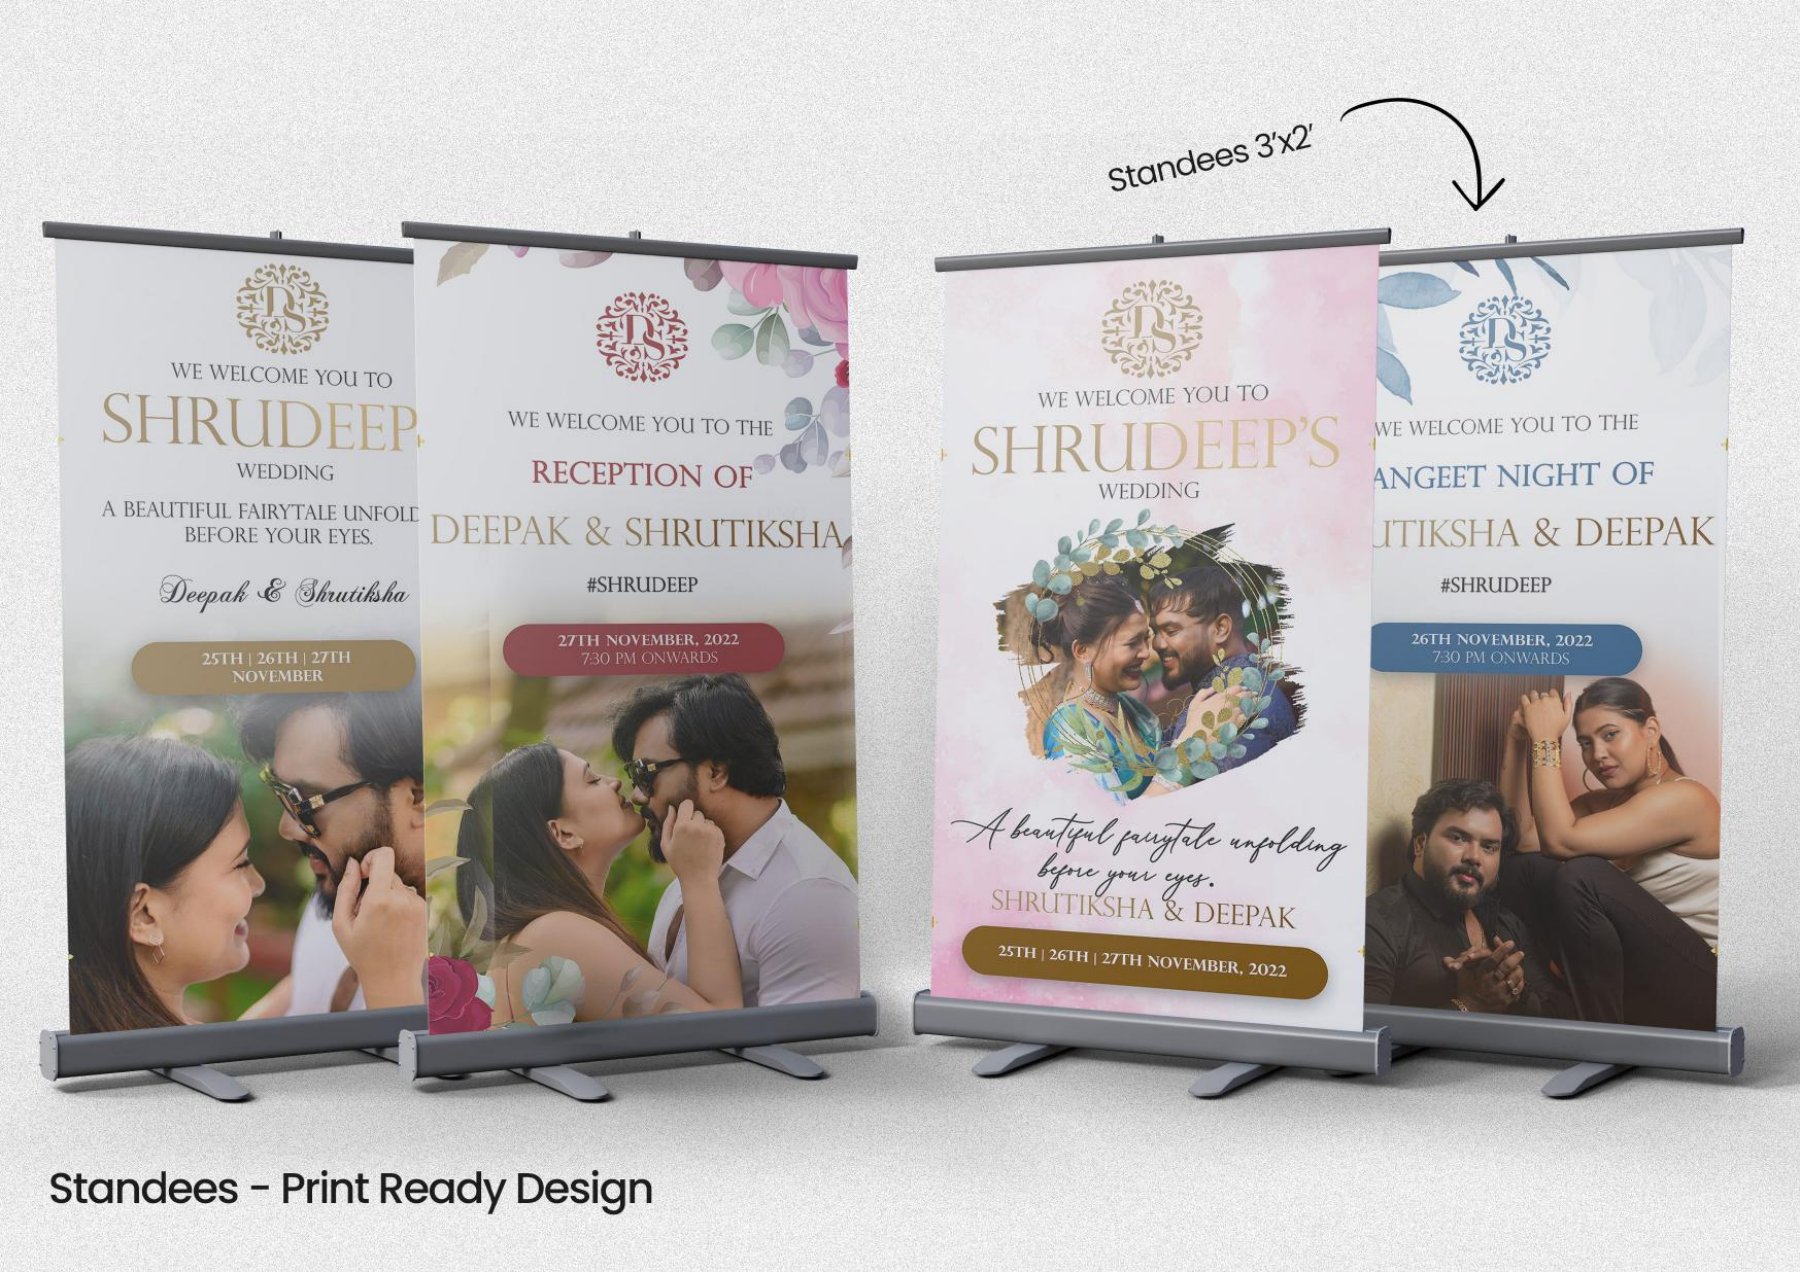 Standees 3'x2'
DS
WE WELCOME YOU TO
SHRUDEEP
WEDDING
A BEAUTIFUL FAIRYTALE UNFOLD
BEFORE YOUR EYES.
Deepak & Shrutiksha
25TH | 26TH | 27TH
NOVEMBER
DS
WE WELCOME YOU TO THE
RECEPTION OF
DEEPAK & SHRUTIKSHA
#SHRUDEEP
27TH NOVEMBER, 2022
7:30 PM ONWARDS
DS
WE WELCOME YOU TO
SHRUDEEP'S
WEDDING
A beautiful fairytale unfolding
before your eyes.
SHRUTIKSHA & DEEPAK
25TH | 26TH | 27TH NOVEMBER, 2022
DS
WE WELCOME YOU TO THE
ANGEET NIGHT OF
UTIKSHA & DEEPAK
#SHRUDEEP
26TH NOVEMBER, 2022
7:30 PM ONWARDS
Standees - Print Ready Design